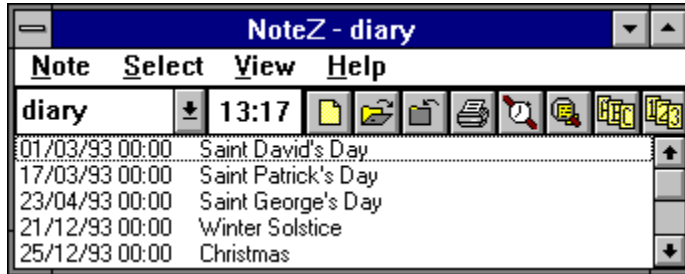 NoteZ - diary
Note Select View Help
diary 13:17 ABC 123
01/03/93 00:00 Saint David's Day
17/03/93 00:00 Saint Patrick's Day
23/04/93 00:00 Saint George's Day
21/12/93 00:00 Winter Solstice
25/12/93 00:00 Christmas